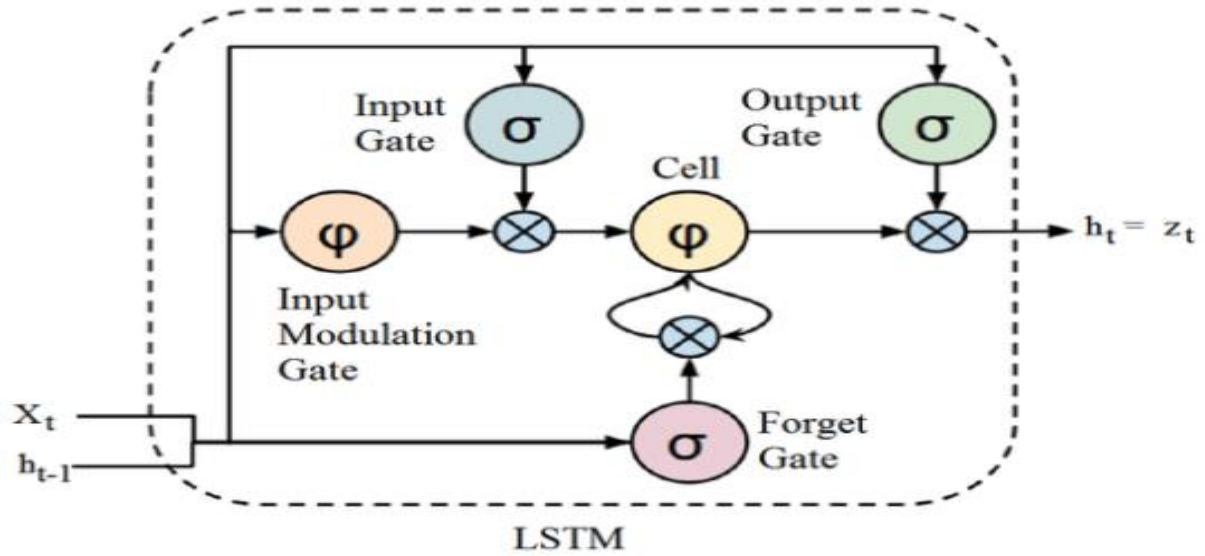 Input
Gate
σ
Output
Gate
σ
Cell
φ
φ
h_t = z_t
Input
Modulation
Gate
X_t
h_t-1
σ
Forget
Gate
LSTM